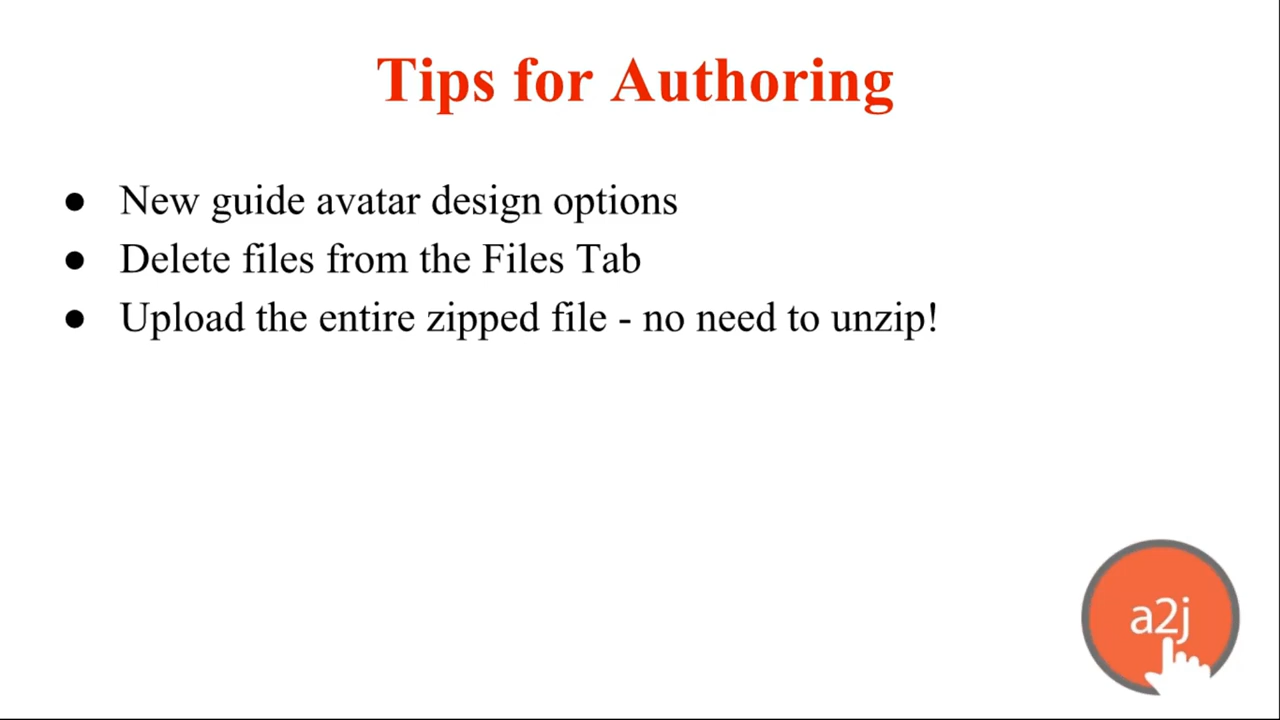 Tips for Authoring
● New guide avatar design options
● Delete files from the Files Tab
● Upload the entire zipped file - no need to unzip!
a2j